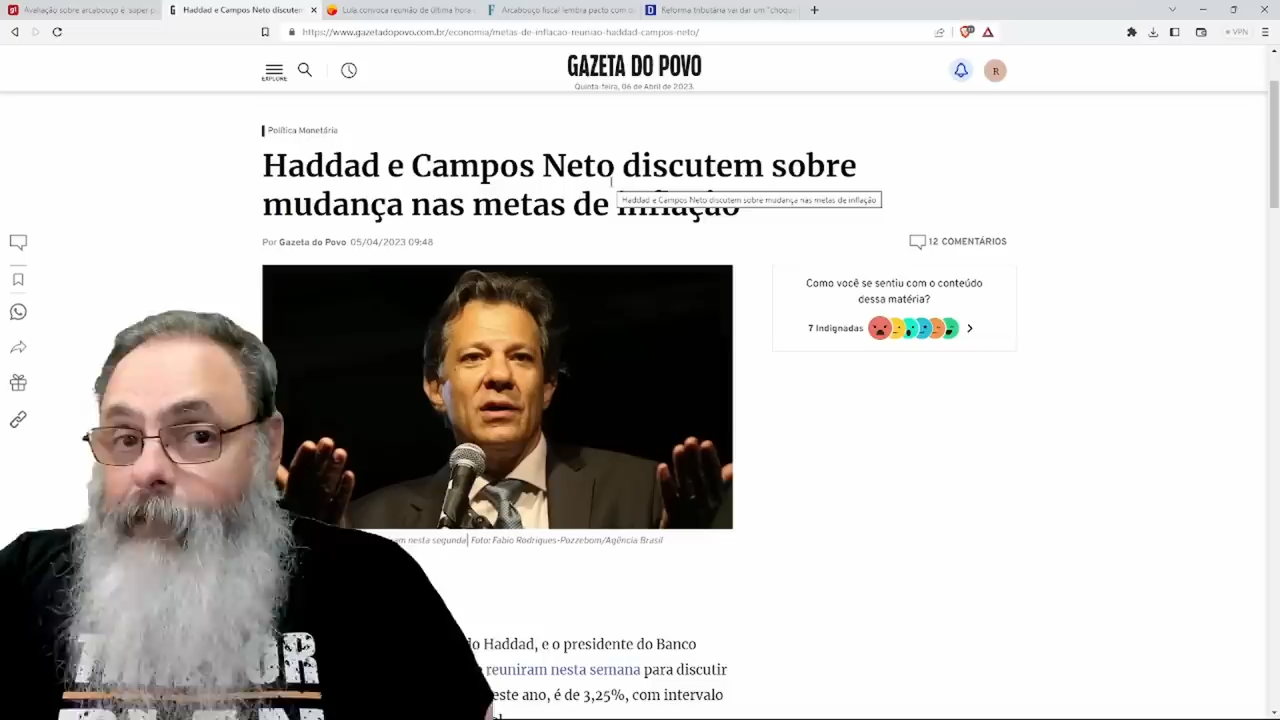 Avaliação sobre arcabouço é 'super p
Haddad e Campos Neto discutem
Lula convoca reunião de última hora
Arcabouço fiscal lembra pacto com o
Reforma tributária vai dar um "choqu
https://www.gazetadopovo.com.br/economia/metas-de-inflacao-reuniao-haddad-campos-neto/
VPN
EXPLORE
GAZETA DO POVO
Quinta-feira, 06 de Abril de 2023.
R
Política Monetária
Haddad e Campos Neto discutem sobre
mudança nas metas de inflação
Haddad e Campos Neto discutem sobre mudança nas metas de inflação
Por Gazeta do Povo 05/04/2023 09:48
12 COMENTÁRIOS
Como você se sentiu com o conteúdo
dessa matéria?
7 Indignadas
nesta segunda| Foto: Fabio Rodrigues-Pozzebom/Agência Brasil
Haddad, e o presidente do Banco
reuniram nesta semana para discutir
este ano, é de 3,25%, com intervalo